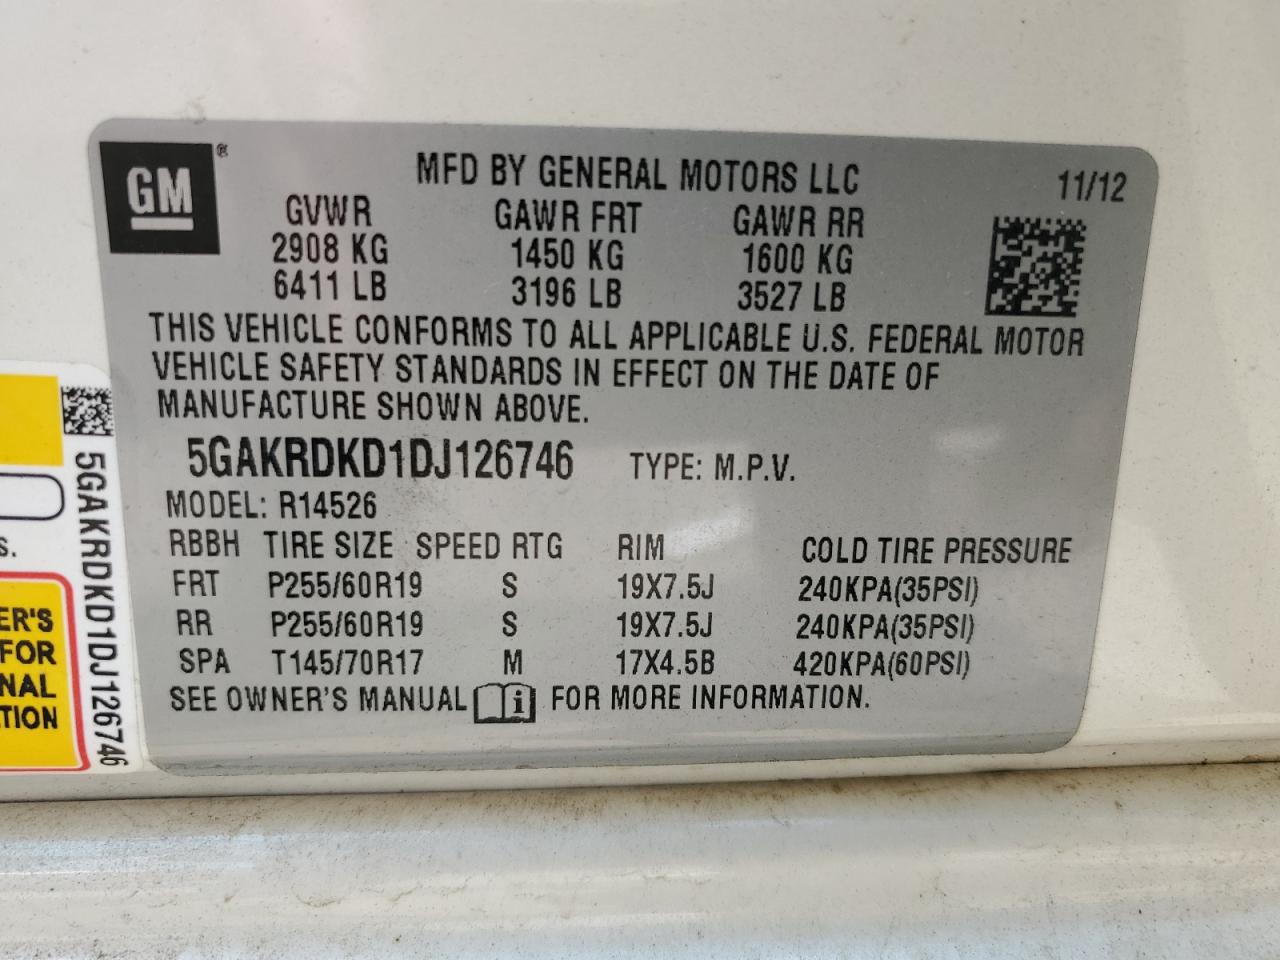 GM®
MFD BY GENERAL MOTORS LLC 11/12
GVWR GAWR FRT GAWR RR
2908 KG 1450 KG 1600 KG
6411 LB 3196 LB 3527 LB
THIS VEHICLE CONFORMS TO ALL APPLICABLE U.S. FEDERAL MOTOR
VEHICLE SAFETY STANDARDS IN EFFECT ON THE DATE OF
MANUFACTURE SHOWN ABOVE.
5GAKRDKD1DJ126746 TYPE: M.P.V.
MODEL: R14526
RBBH TIRE SIZE SPEED RTG RIM COLD TIRE PRESSURE
FRT P255/60R19 S 19X7.5J 240KPA(35PSI)
RR P255/60R19 S 19X7.5J 240KPA(35PSI)
SPA T145/70R17 M 17X4.5B 420KPA(60PSI)
SEE OWNER'S MANUAL i FOR MORE INFORMATION.
5GAKRDKD1DJ126746
S.
ER'S
FOR
NAL
TION